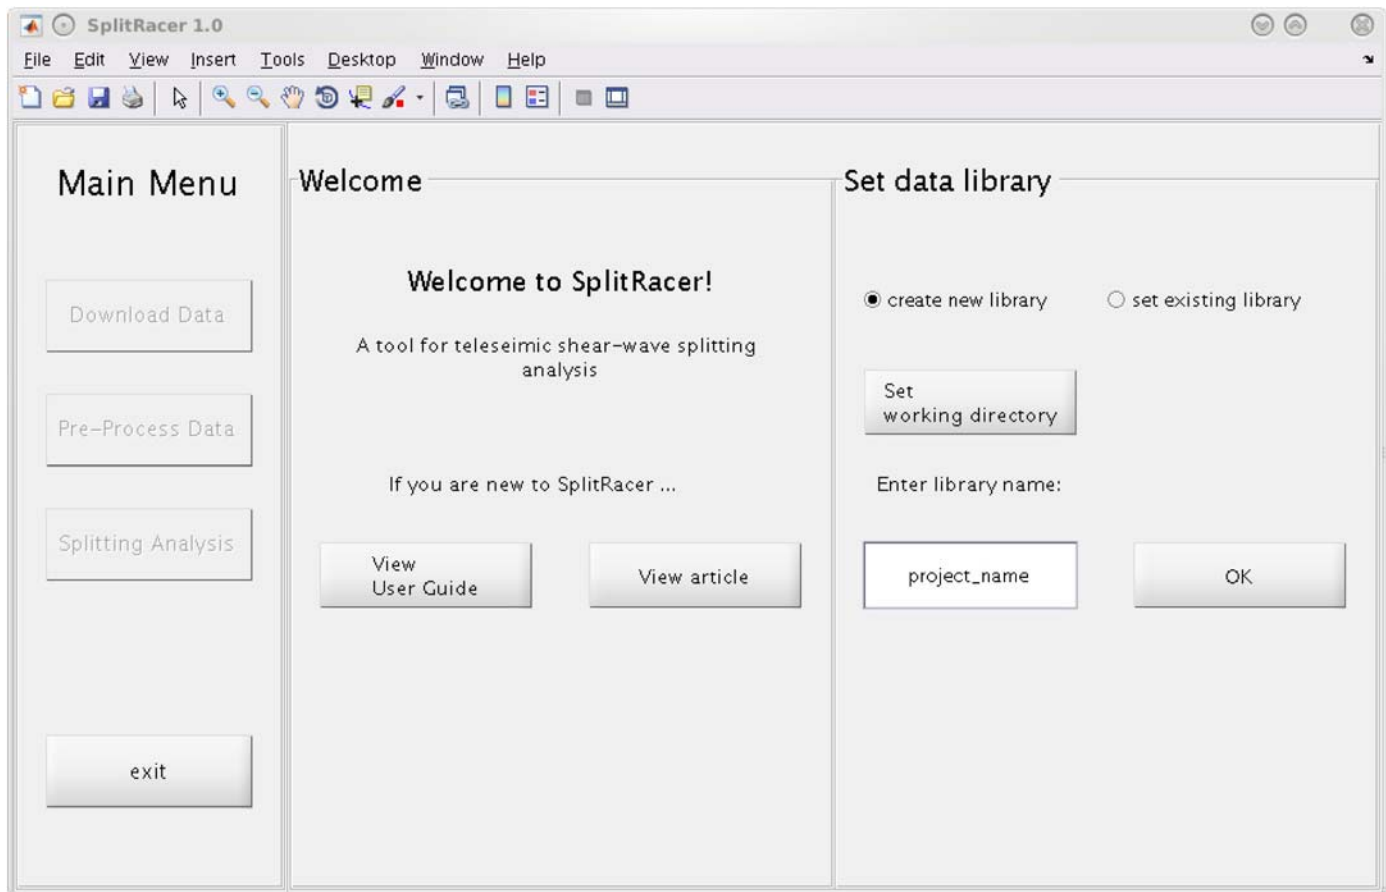 SplitRacer 1.0
File Edit View Insert Tools Desktop Window Help
Main Menu
Download Data
Pre-Process Data
Splitting Analysis
exit
Welcome
Welcome to SplitRacer!
A tool for teleseimic shear-wave splitting
analysis
If you are new to SplitRacer ...
View
User Guide
View article
Set data library
create new library
set existing library
Set
working directory
Enter library name:
project_name
OK